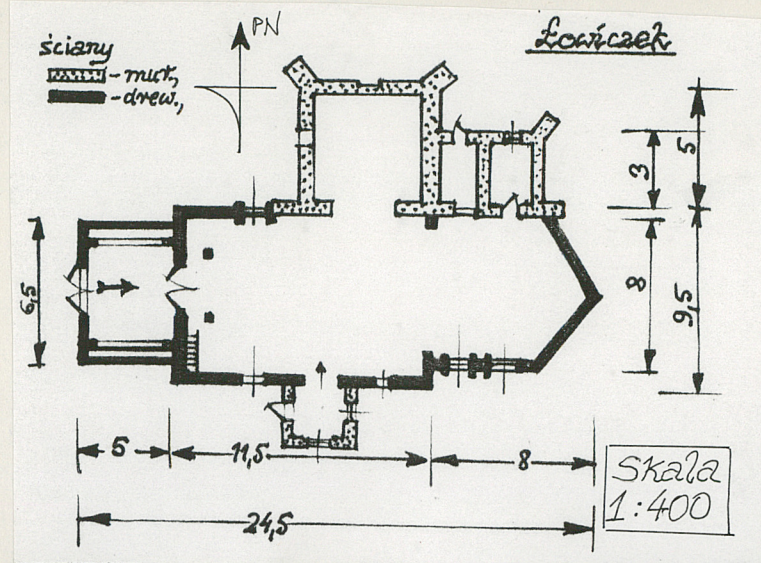 PN
Łowiczek
ściany
- mur.,
- drew.,
3
5
6,5
8
9,5
5
11,5
8
24,5
Skala
1:400